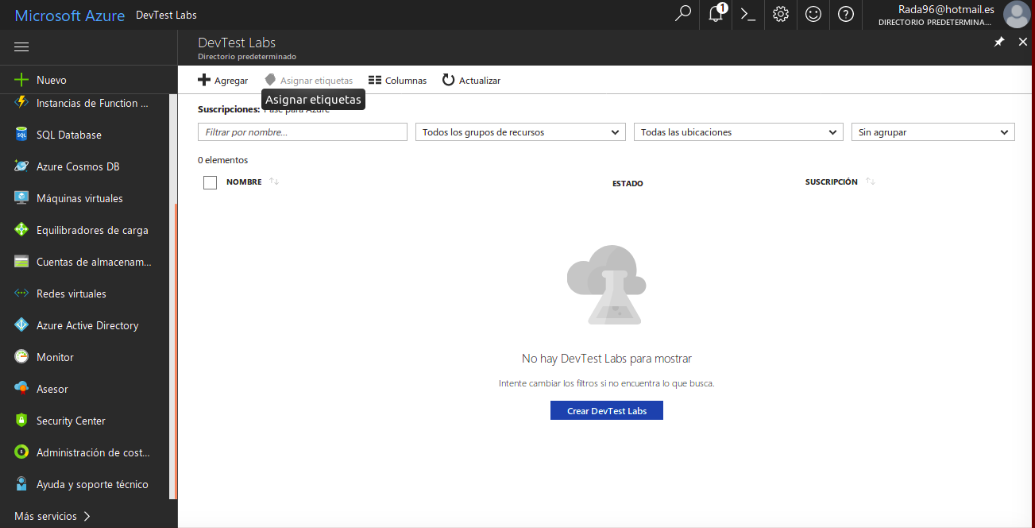 Microsoft Azure DevTest Labs
1
Rada96@hotmail.es
DIRECTORIO PREDETERMINA...
DevTest Labs
Directorio predeterminado
Nuevo
Instancias de Function ...
SQL Database
Azure Cosmos DB
Máquinas virtuales
Equilibradores de carga
Cuentas de almacenam...
Redes virtuales
Azure Active Directory
Monitor
Asesor
Security Center
Administración de cost...
Ayuda y soporte técnico
Más servicios
Agregar Asignar etiquetas Columnas Actualizar
Asignar etiquetas
Suscripciones: Pase para Azure
Filtrar por nombre... Todos los grupos de recursos Todas las ubicaciones Sin agrupar
0 elementos
NOMBRE ESTADO SUSCRIPCIÓN
No hay DevTest Labs para mostrar
Intente cambiar los filtros si no encuentra lo que busca.
Crear DevTest Labs